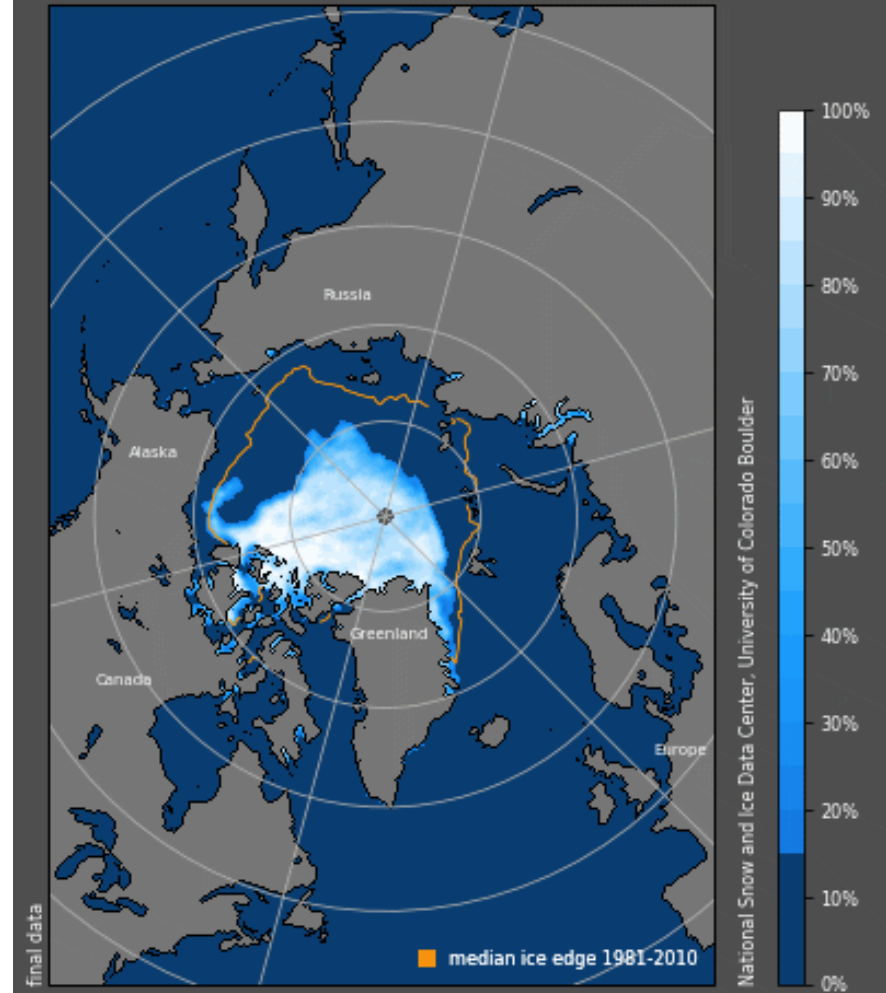 Russia
Alaska
Canada
Greenland
Europe
median ice edge 1981-2010
final data
National Snow and Ice Data Center, University of Colorado Boulder
100%
90%
80%
70%
60%
50%
40%
30%
20%
10%
0%